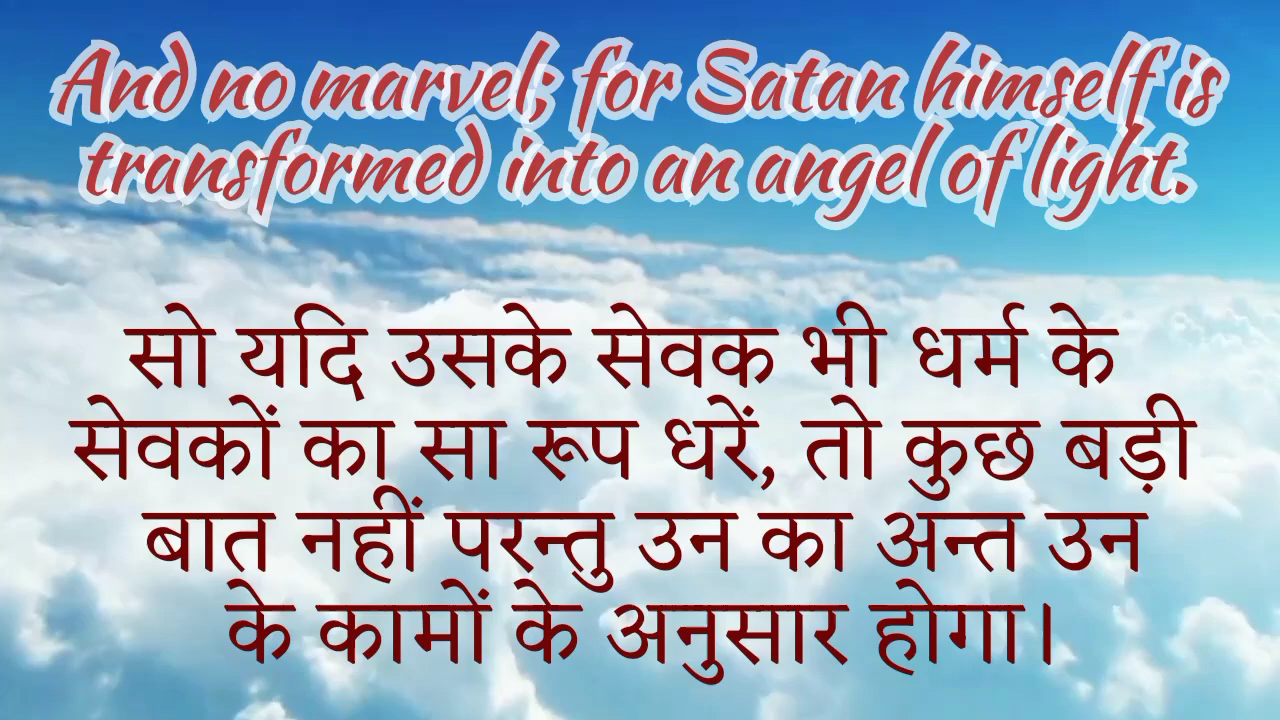 And no marvel; for Satan himself is
transformed into an angel of light.
सो यदि उसके सेवक भी धर्म के
सेवकों का सा रूप धरें, तो कुछ बड़ी
बात नहीं परन्तु उन का अन्त उन
के कामों के अनुसार होगा।